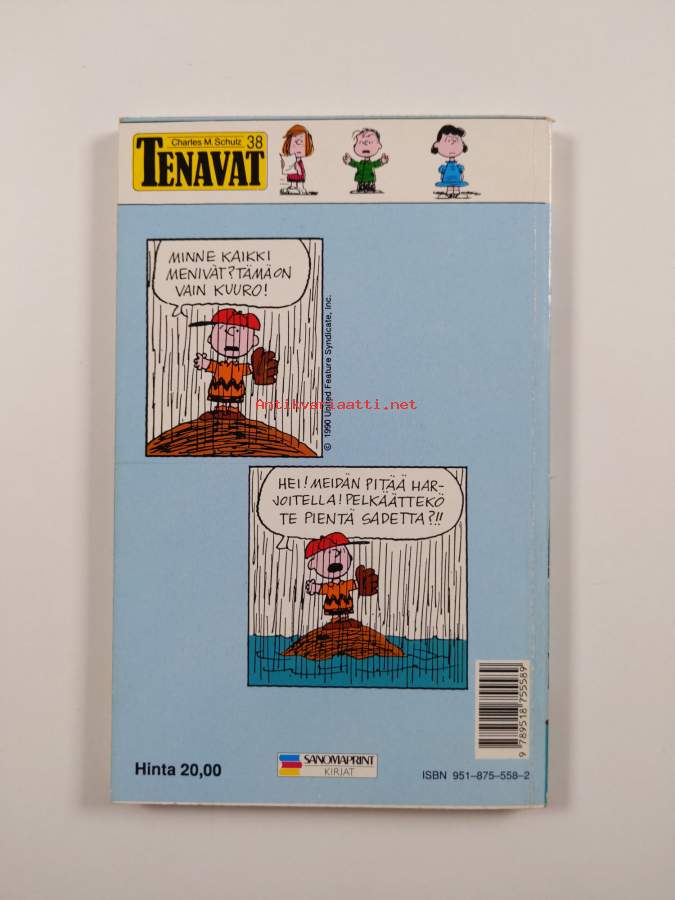 Charles M. Schulz 38
TENAVAT
MINNE KAIKKI
MENIVÄT? TÄMÄ ON
VAIN KUURO!
© 1990 United Feature Syndicate, Inc.
Antikvariaatti.net
HEI! MEIDÄN PITÄÄ HAR-
JOITELLA! PELKÄÄTTEKÖ
TE PIENTÄ SADETTA?!!
9 789518 755589
Hinta 20,00
SANOMAPRINT
KIRJAT
ISBN 951-875-558-2